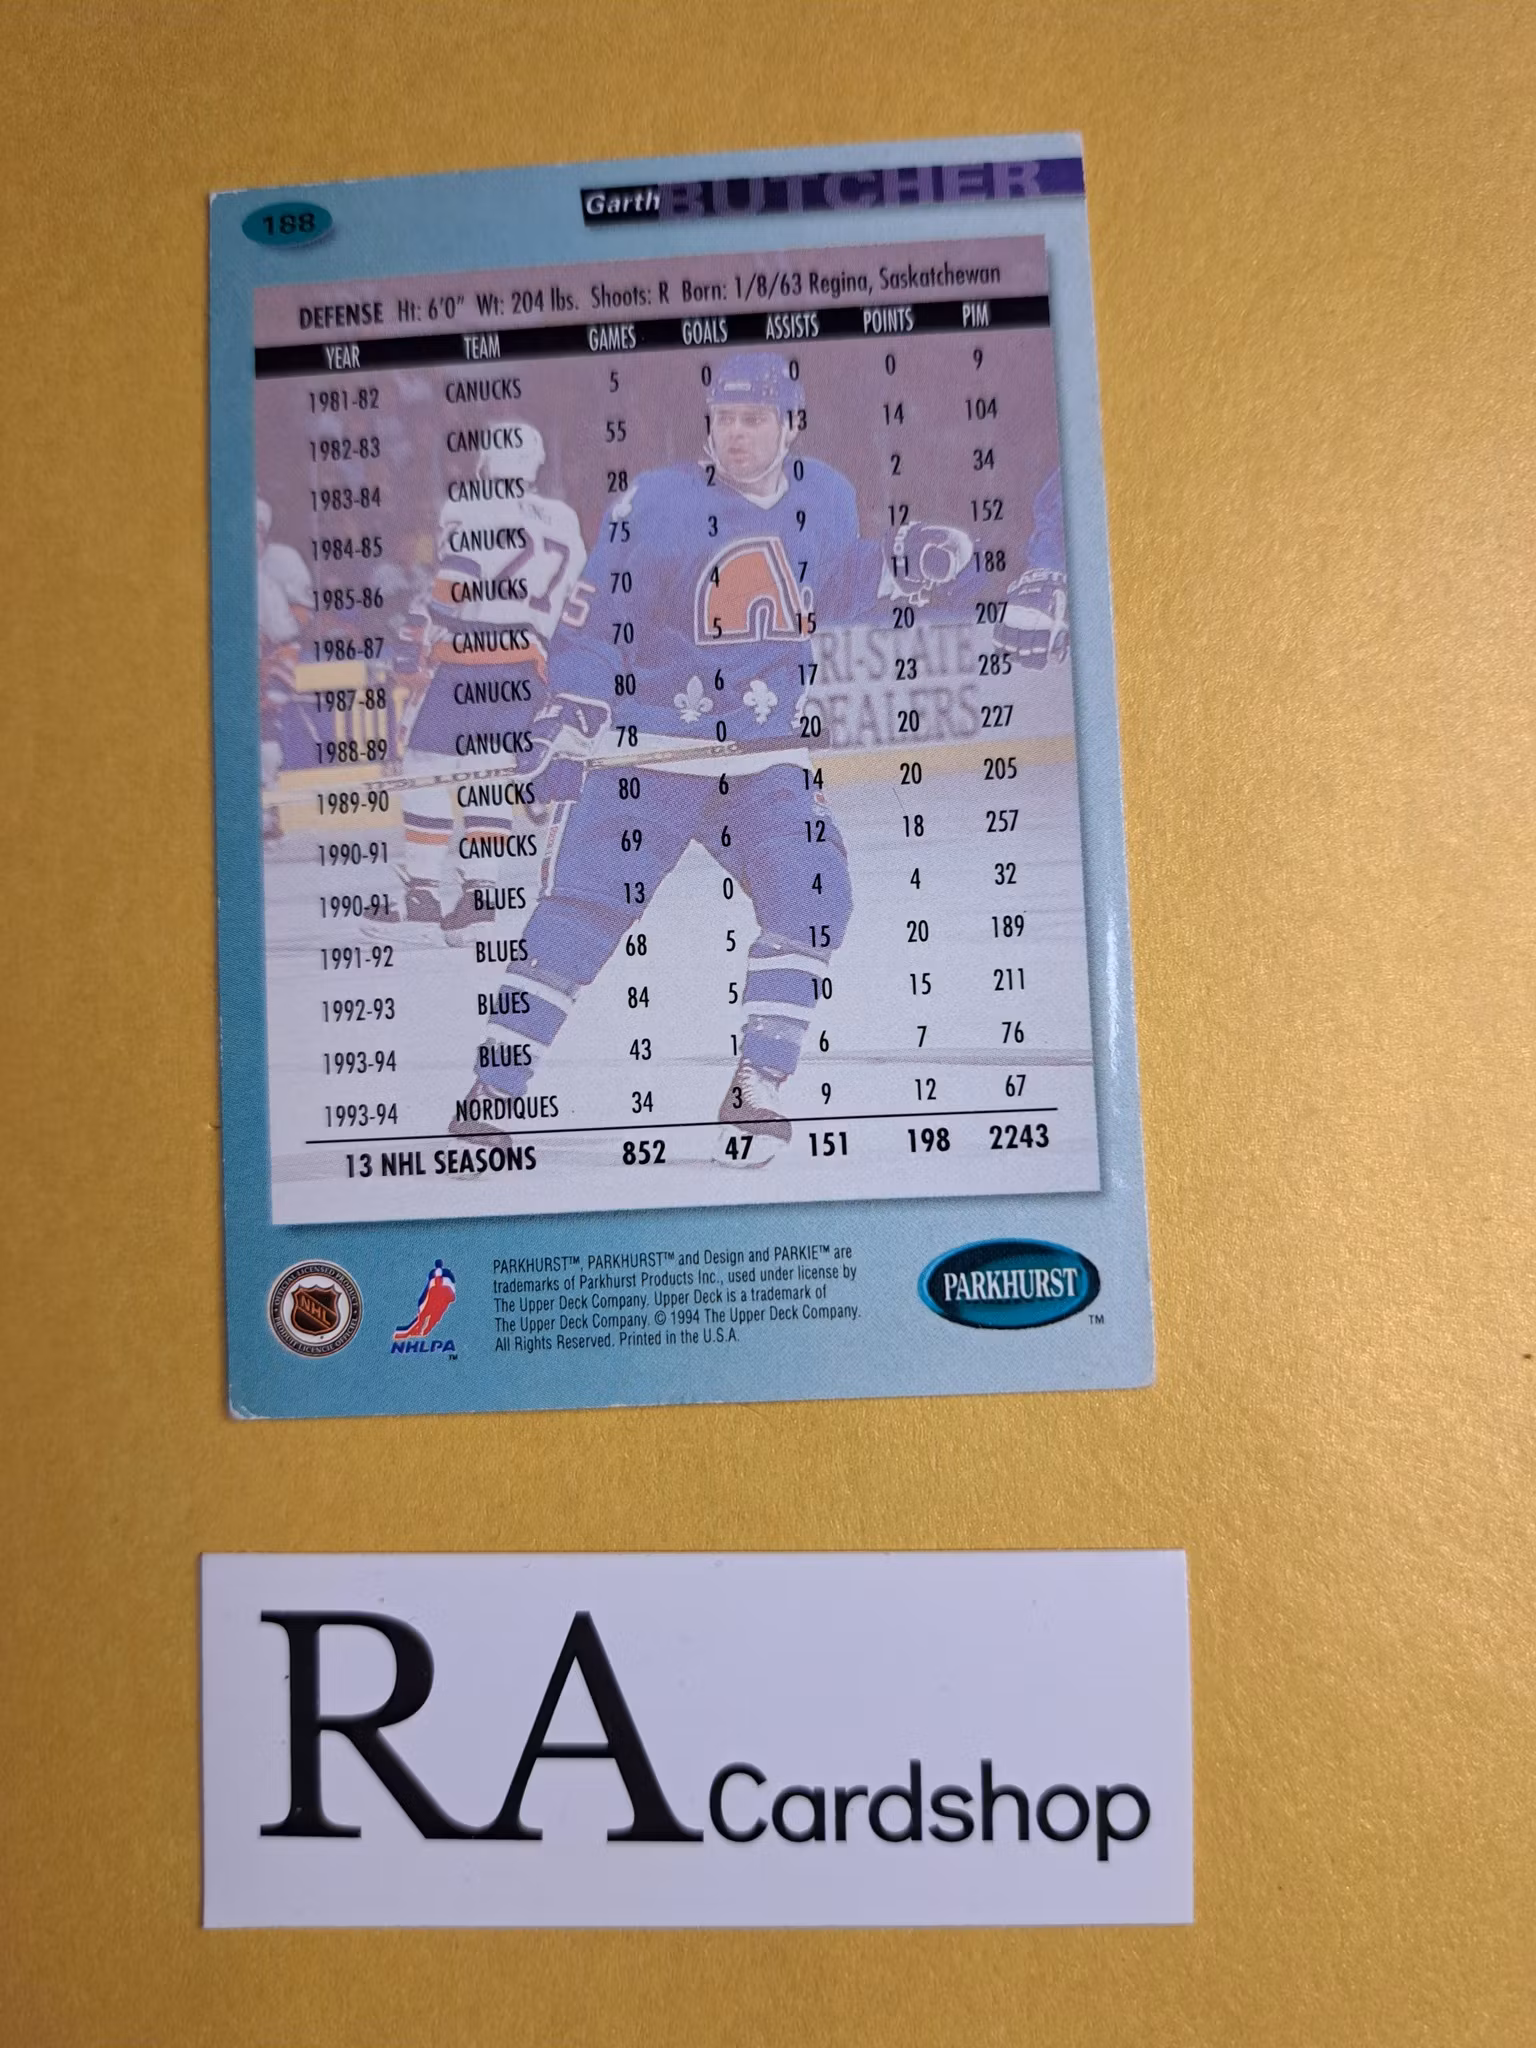 188
Garth BUTCHER
DEFENSE Ht: 6'0" Wt: 204 lbs. Shoots: R Born: 1/8/63 Regina, Saskatchewan
YEAR TEAM GAMES GOALS ASSISTS POINTS PIM
1981-82 CANUCKS 5 0 0 0 9
1982-83 CANUCKS 55 1 13 14 104
1983-84 CANUCKS 28 2 0 2 34
1984-85 CANUCKS 75 3 9 12 152
1985-86 CANUCKS 70 4 7 11 188
1986-87 CANUCKS 70 5 15 20 207
1987-88 CANUCKS 80 6 17 23 285
1988-89 CANUCKS 78 0 20 20 227
1989-90 CANUCKS 80 6 14 20 205
1990-91 CANUCKS 69 6 12 18 257
1990-91 BLUES 13 0 4 4 32
1991-92 BLUES 68 5 15 20 189
1992-93 BLUES 84 5 10 15 211
1993-94 BLUES 43 1 6 7 76
1993-94 NORDIQUES 34 3 9 12 67
13 NHL SEASONS 852 47 151 198 2243
27
RI-STATE
DEALERS
NHL
NHLPA
TM
PARKHURST™, PARKHURST™ and Design and PARKIE™ are
trademarks of Parkhurst Products Inc., used under license by
The Upper Deck Company. Upper Deck is a trademark of
The Upper Deck Company. © 1994 The Upper Deck Company.
All Rights Reserved. Printed in the U.S.A.
PARKHURST
TM
RA Cardshop